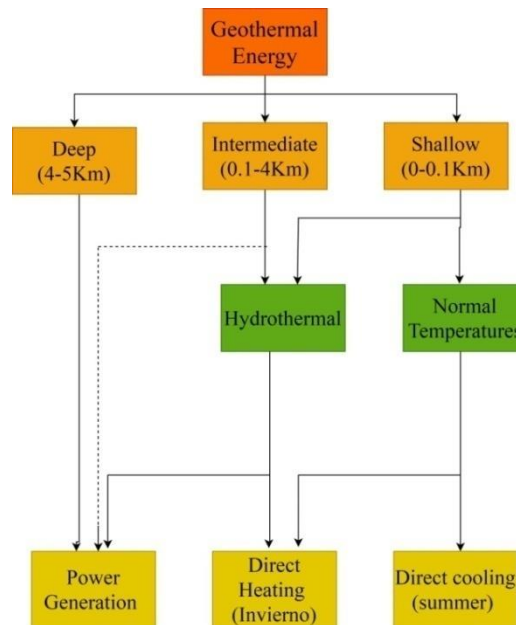 Geothermal
Energy
Deep
(4-5Km)
Intermediate
(0.1-4Km)
Shallow
(0-0.1Km)
Hydrothermal
Normal
Temperatures
Power
Generation
Direct
Heating
(Invierno)
Direct cooling
(summer)